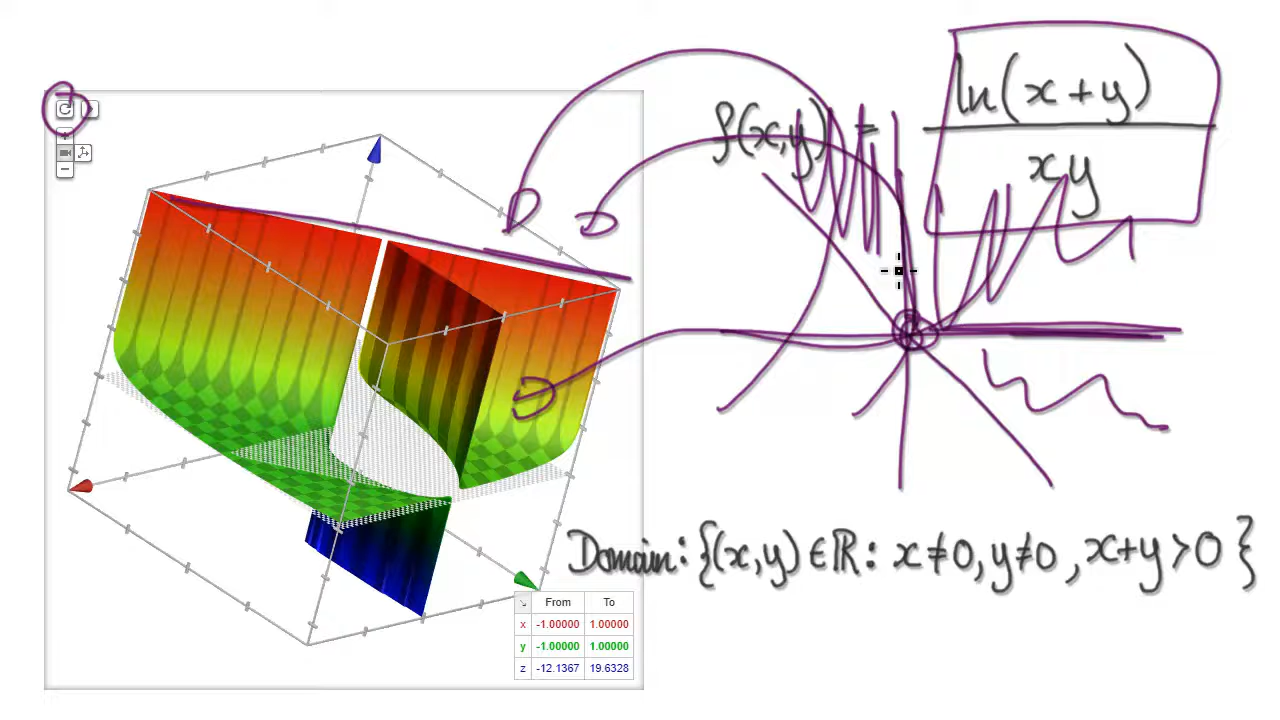 f(x,y) = ln(x+y) / xy
Domain: {(x,y)∈ℝ: x≠0, y≠0, x+y>0}
From To
x -1.00000 1.00000
y -1.00000 1.00000
z -12.1367 19.6328